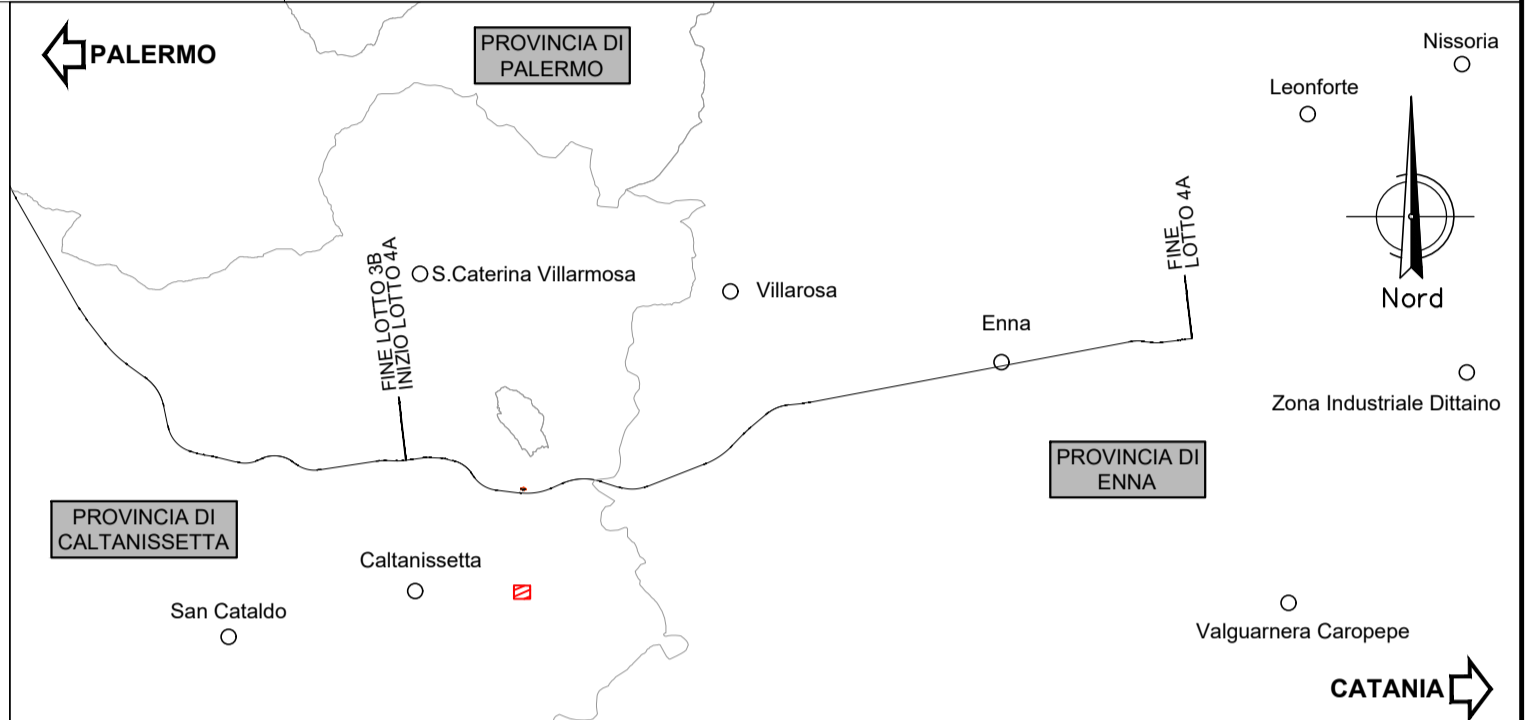 PALERMO
PROVINCIA DI
PALERMO
Nissoria
Leonforte
FINE
LOTTO 4A
FINE LOTTO 3B
INIZIO LOTTO 4A
S.Caterina Villarmosa
Villarosa
Nord
Enna
Zona Industriale Dittaino
PROVINCIA DI
ENNA
PROVINCIA DI
CALTANISSETTA
Caltanissetta
San Cataldo
Valguarnera Caropepe
CATANIA